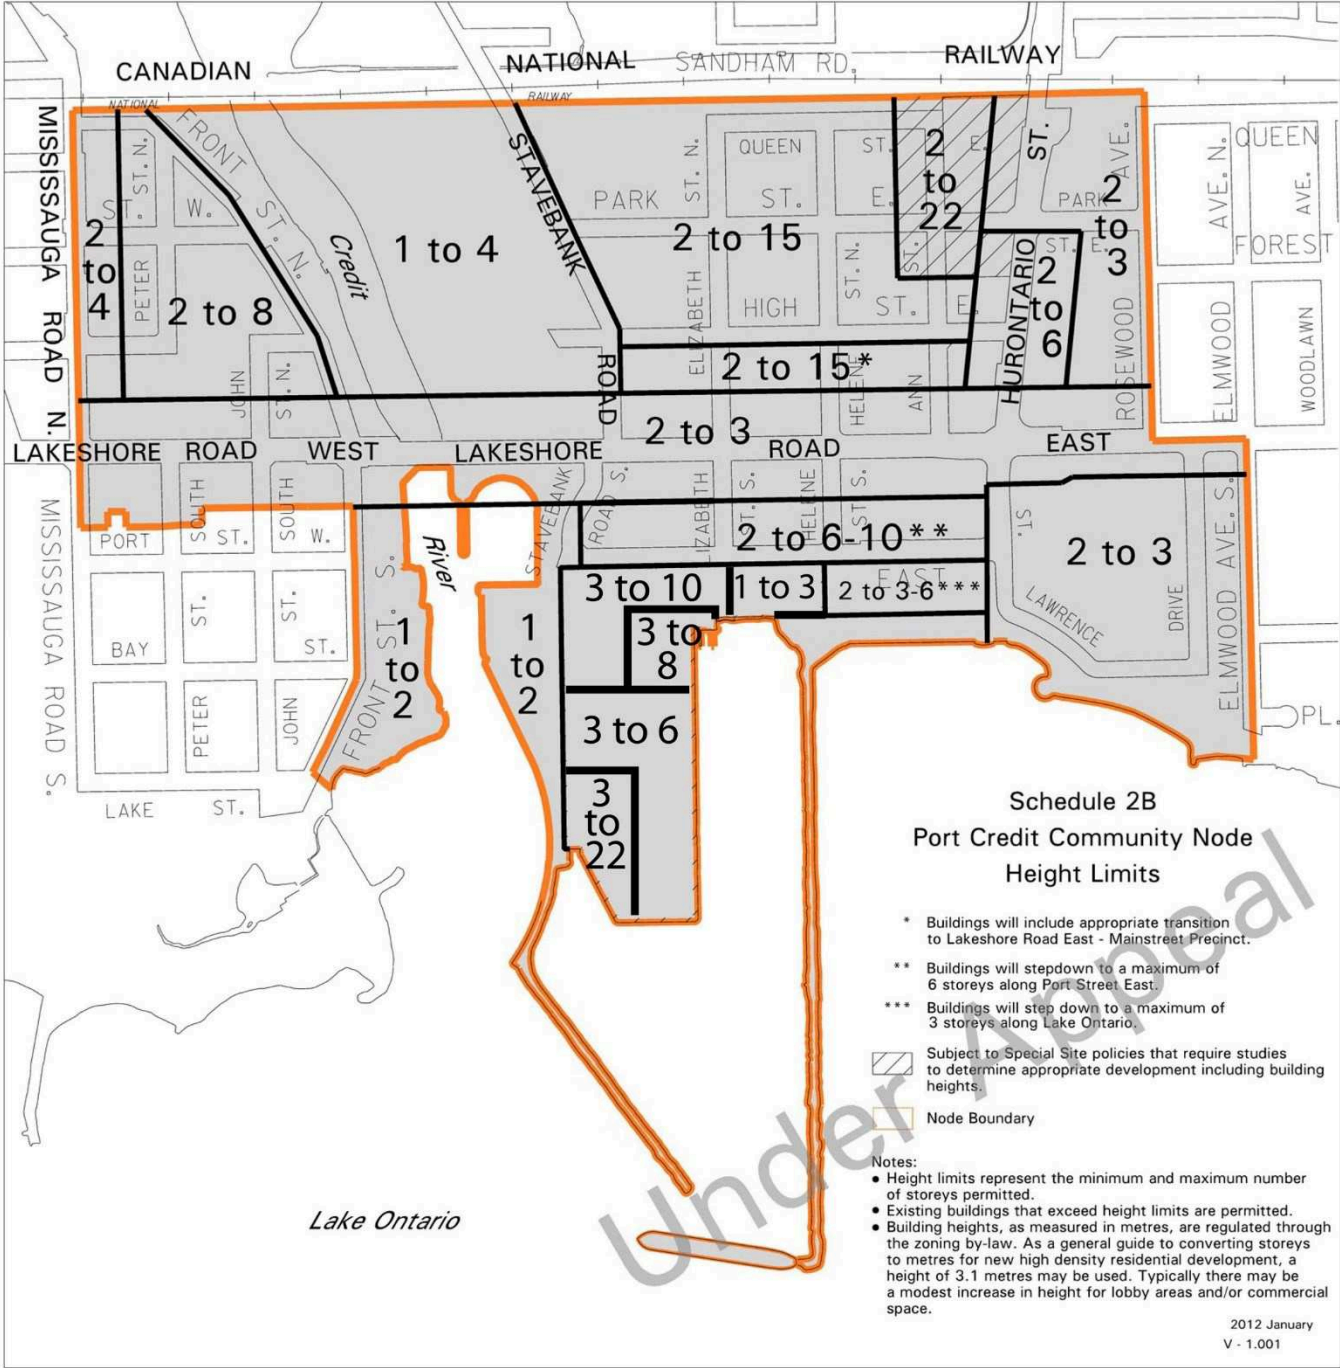 CANADIAN NATIONAL RAILWAY
SANDHAM RD.
NATIONAL RAILWAY
MISSISSAUGA ROAD N.
FRONT ST. N.
STAVEBANK ROAD
ST. N.
QUEEN ST. E.
HURONTARIO ST.
AVE.
AVE. N.
QUEEN
AVE.
ST. W.
PARK ST. E.
PARK
ST. E.
FOREST
2 to 4
PETER ST. N.
2 to 8
Credit
1 to 4
2 to 15
2 to 22
2 to 3
2 to 6
ELIZABETH
HIGH ST. E.
ST. N.
ST.
ROSEWOOD
ELMWOOD
WOODLAWN
JOHN ST. N.
2 to 15*
HELENE
ANN
2 to 3
LAKESHORE ROAD WEST
LAKESHORE ROAD EAST
MISSISSAUGA ROAD S.
PORT ST. W.
SOUTH
SOUTH
River
STAVEBANK
ROAD S.
IZABETH
ST. S.
HELENE
ST. S.
2 to 6-10**
ST.
2 to 3
ELMWOOD AVE. S.
3 to 10
1 to 3
EAST
2 to 3-6***
LAWRENCE
DRIVE
BAY ST.
ST.
ST.
FRONT ST. S.
1 to 2
1 to 2
3 to 8
PETER
JOHN
3 to 6
PL.
LAKE ST.
3 to 22
Schedule 2B
Port Credit Community Node
Height Limits
* Buildings will include appropriate transition
to Lakeshore Road East - Mainstreet Precinct.
** Buildings will stepdown to a maximum of
6 storeys along Port Street East.
*** Buildings will step down to a maximum of
3 storeys along Lake Ontario.
Subject to Special Site policies that require studies
to determine appropriate development including building
heights.
Node Boundary
Notes:
• Height limits represent the minimum and maximum number
of storeys permitted.
• Existing buildings that exceed height limits are permitted.
• Building heights, as measured in metres, are regulated through
the zoning by-law. As a general guide to converting storeys
to metres for new high density residential development, a
height of 3.1 metres may be used. Typically there may be
a modest increase in height for lobby areas and/or commercial
space.
Lake Ontario
Under Appeal
2012 January
V - 1.001